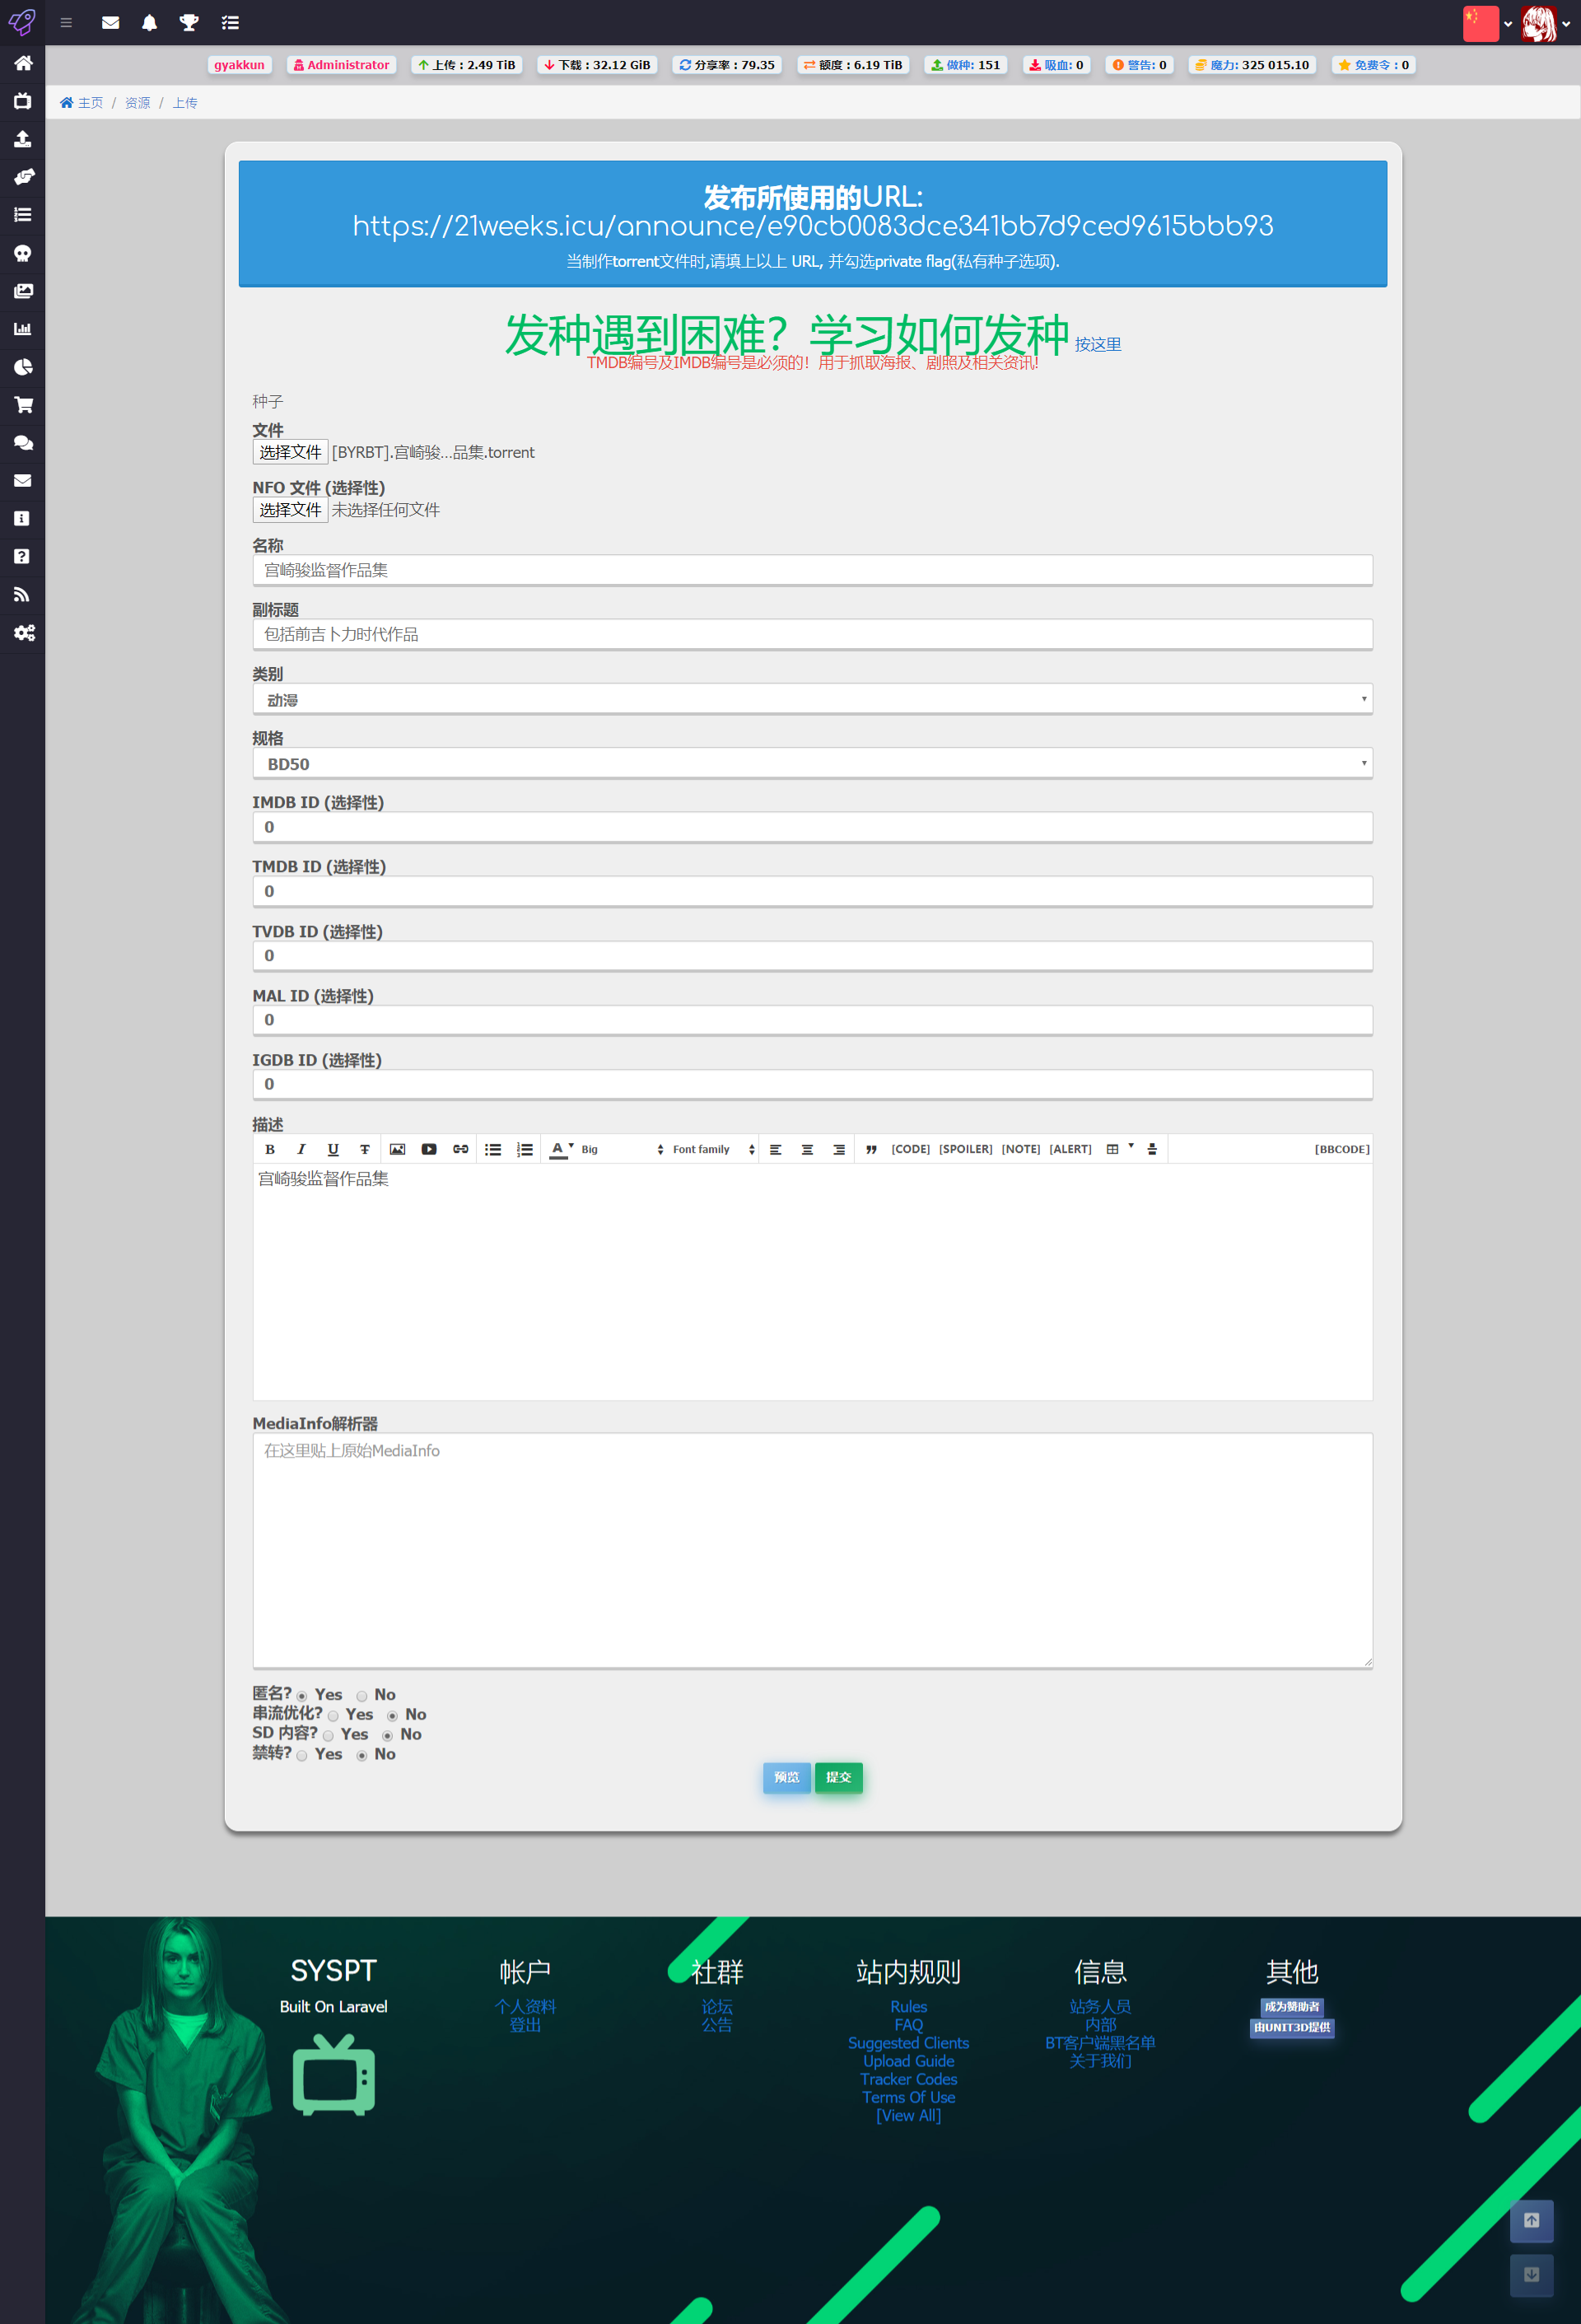 gyakkun Administrator 上传 : 2.49 TiB 下载 : 32.12 GiB 分享率 : 79.35 额度 : 6.19 TiB 做种: 151 吸血: 0 警告: 0 魔力: 325 015.10 免费令 : 0
主页 / 资源 / 上传
发布所使用的URL:
https://21weeks.icu/announce/e90cb0083dce341bb7d9ced9615bbb93
当制作torrent文件时,请填上以上 URL, 并勾选private flag(私有种子选项).
发种遇到困难？学习如何发种 按这里
TMDB编号及IMDB编号是必须的！用于抓取海报、剧照及相关资讯!
种子
文件
选择文件 [BYRBT].宫崎骏...品集.torrent
NFO 文件 (选择性)
选择文件 未选择任何文件
名称
宫崎骏监督作品集
副标题
包括前吉卜力时代作品
类别
动漫
规格
BD50
IMDB ID (选择性)
0
TMDB ID (选择性)
0
TVDB ID (选择性)
0
MAL ID (选择性)
0
IGDB ID (选择性)
0
描述
B I U T A Big Font family [CODE] [SPOILER] [NOTE] [ALERT] [BBCODE]
宫崎骏监督作品集
MediaInfo解析器
在这里贴上原始MediaInfo
匿名? Yes No
串流优化? Yes No
SD 内容? Yes No
禁转? Yes No
预览 提交
SYSPT
Built On Laravel
帐户
个人资料
登出
社群
论坛
公告
站内规则
Rules
FAQ
Suggested Clients
Upload Guide
Tracker Codes
Terms Of Use
[View All]
信息
站务人员
内部
BT客户端黑名单
关于我们
其他
成为赞助者
由UNIT3D提供